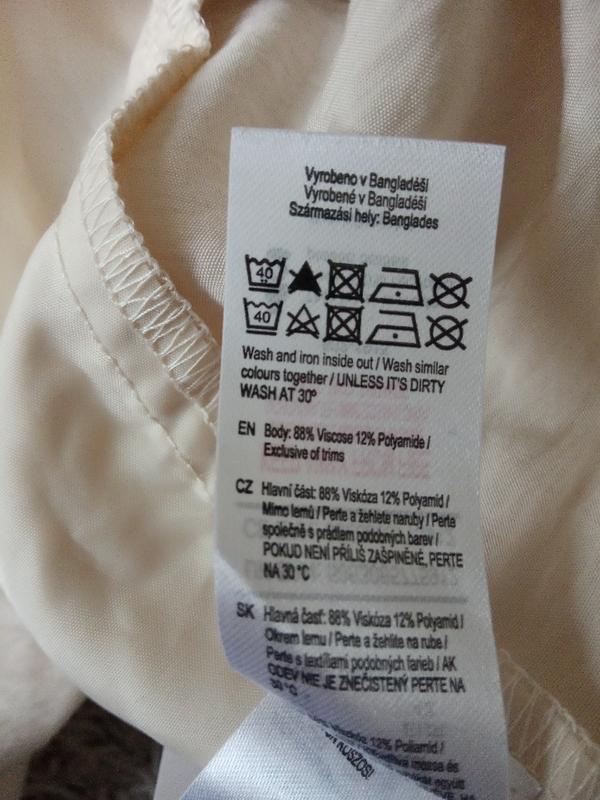 Vyrobeno v Bangladéši
Vyrobené v Bangladéši
Származási hely: Banglades
40
40
Wash and iron inside out / Wash similar
colours together / UNLESS IT'S DIRTY
WASH AT 30º
EN Body: 88% Viscose 12% Polyamide /
Exclusive of trims
CZ Hlavní část: 88% Viskóza 12% Polyamid /
Mimo lemů / Perte a žehlete naruby / Perte
společně s prádlem podobných barev /
POKUD NENÍ PŘÍLIŠ ZAŠPINĚNÉ, PERTE
NA 30 °C
SK Hlavná časť: 88% Viskóza 12% Polyamid /
Okrem lemu / Perte a žehlite na rube /
Perte s textíliami podobných farieb / AK
ODEV NIE JE ZNEČISTENÝ PERTE NA
30 °C
12% Poliamid /